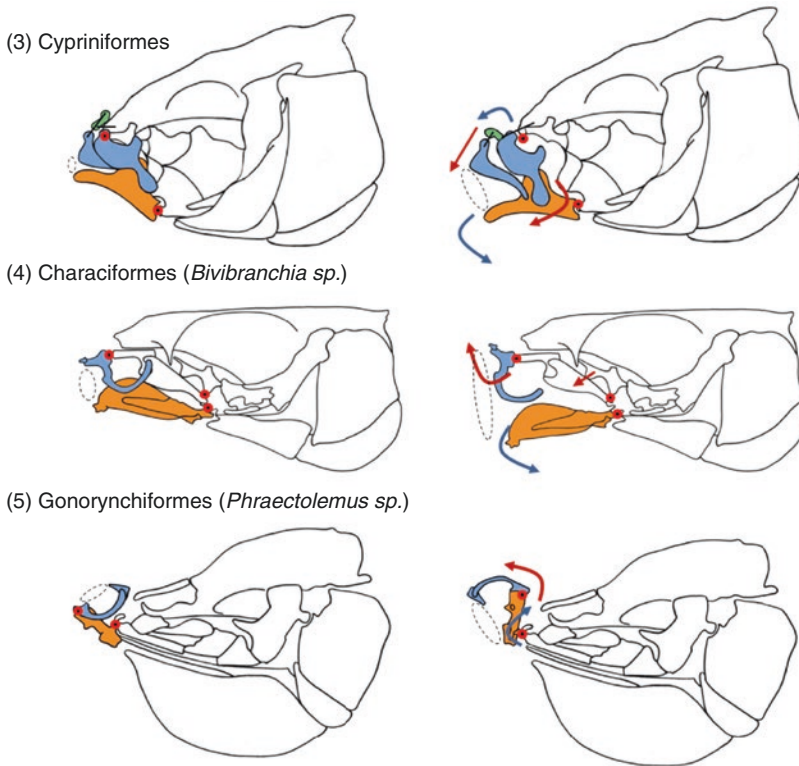 (3) Cypriniformes
(4) Characiformes (Bivibranchia sp.)
(5) Gonorynchiformes (Phraectolemus sp.)